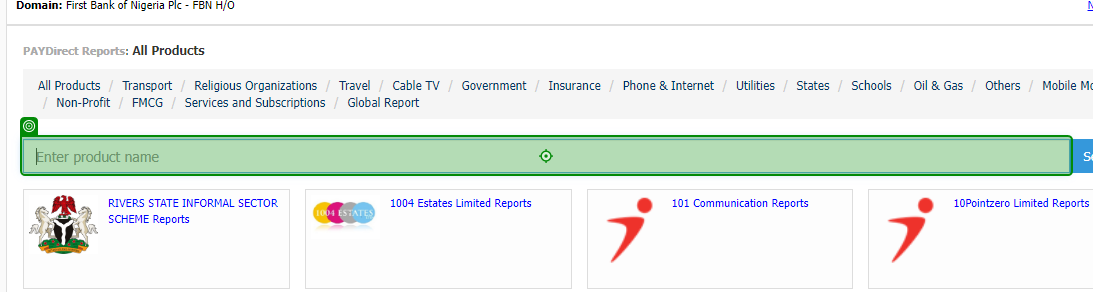 Domain: First Bank of Nigeria Plc - FBN H/O
PAYDirect Reports: All Products
All Products / Transport / Religious Organizations / Travel / Cable TV / Government / Insurance / Phone & Internet / Utilities / States / Schools / Oil & Gas / Others / Mobile
/ Non-Profit / FMCG / Services and Subscriptions / Global Report
Enter product name
RIVERS STATE INFORMAL SECTOR
SCHEME Reports
1004 ESTATES
1004 Estates Limited Reports
101 Communication Reports
10Pointzero Limited Reports